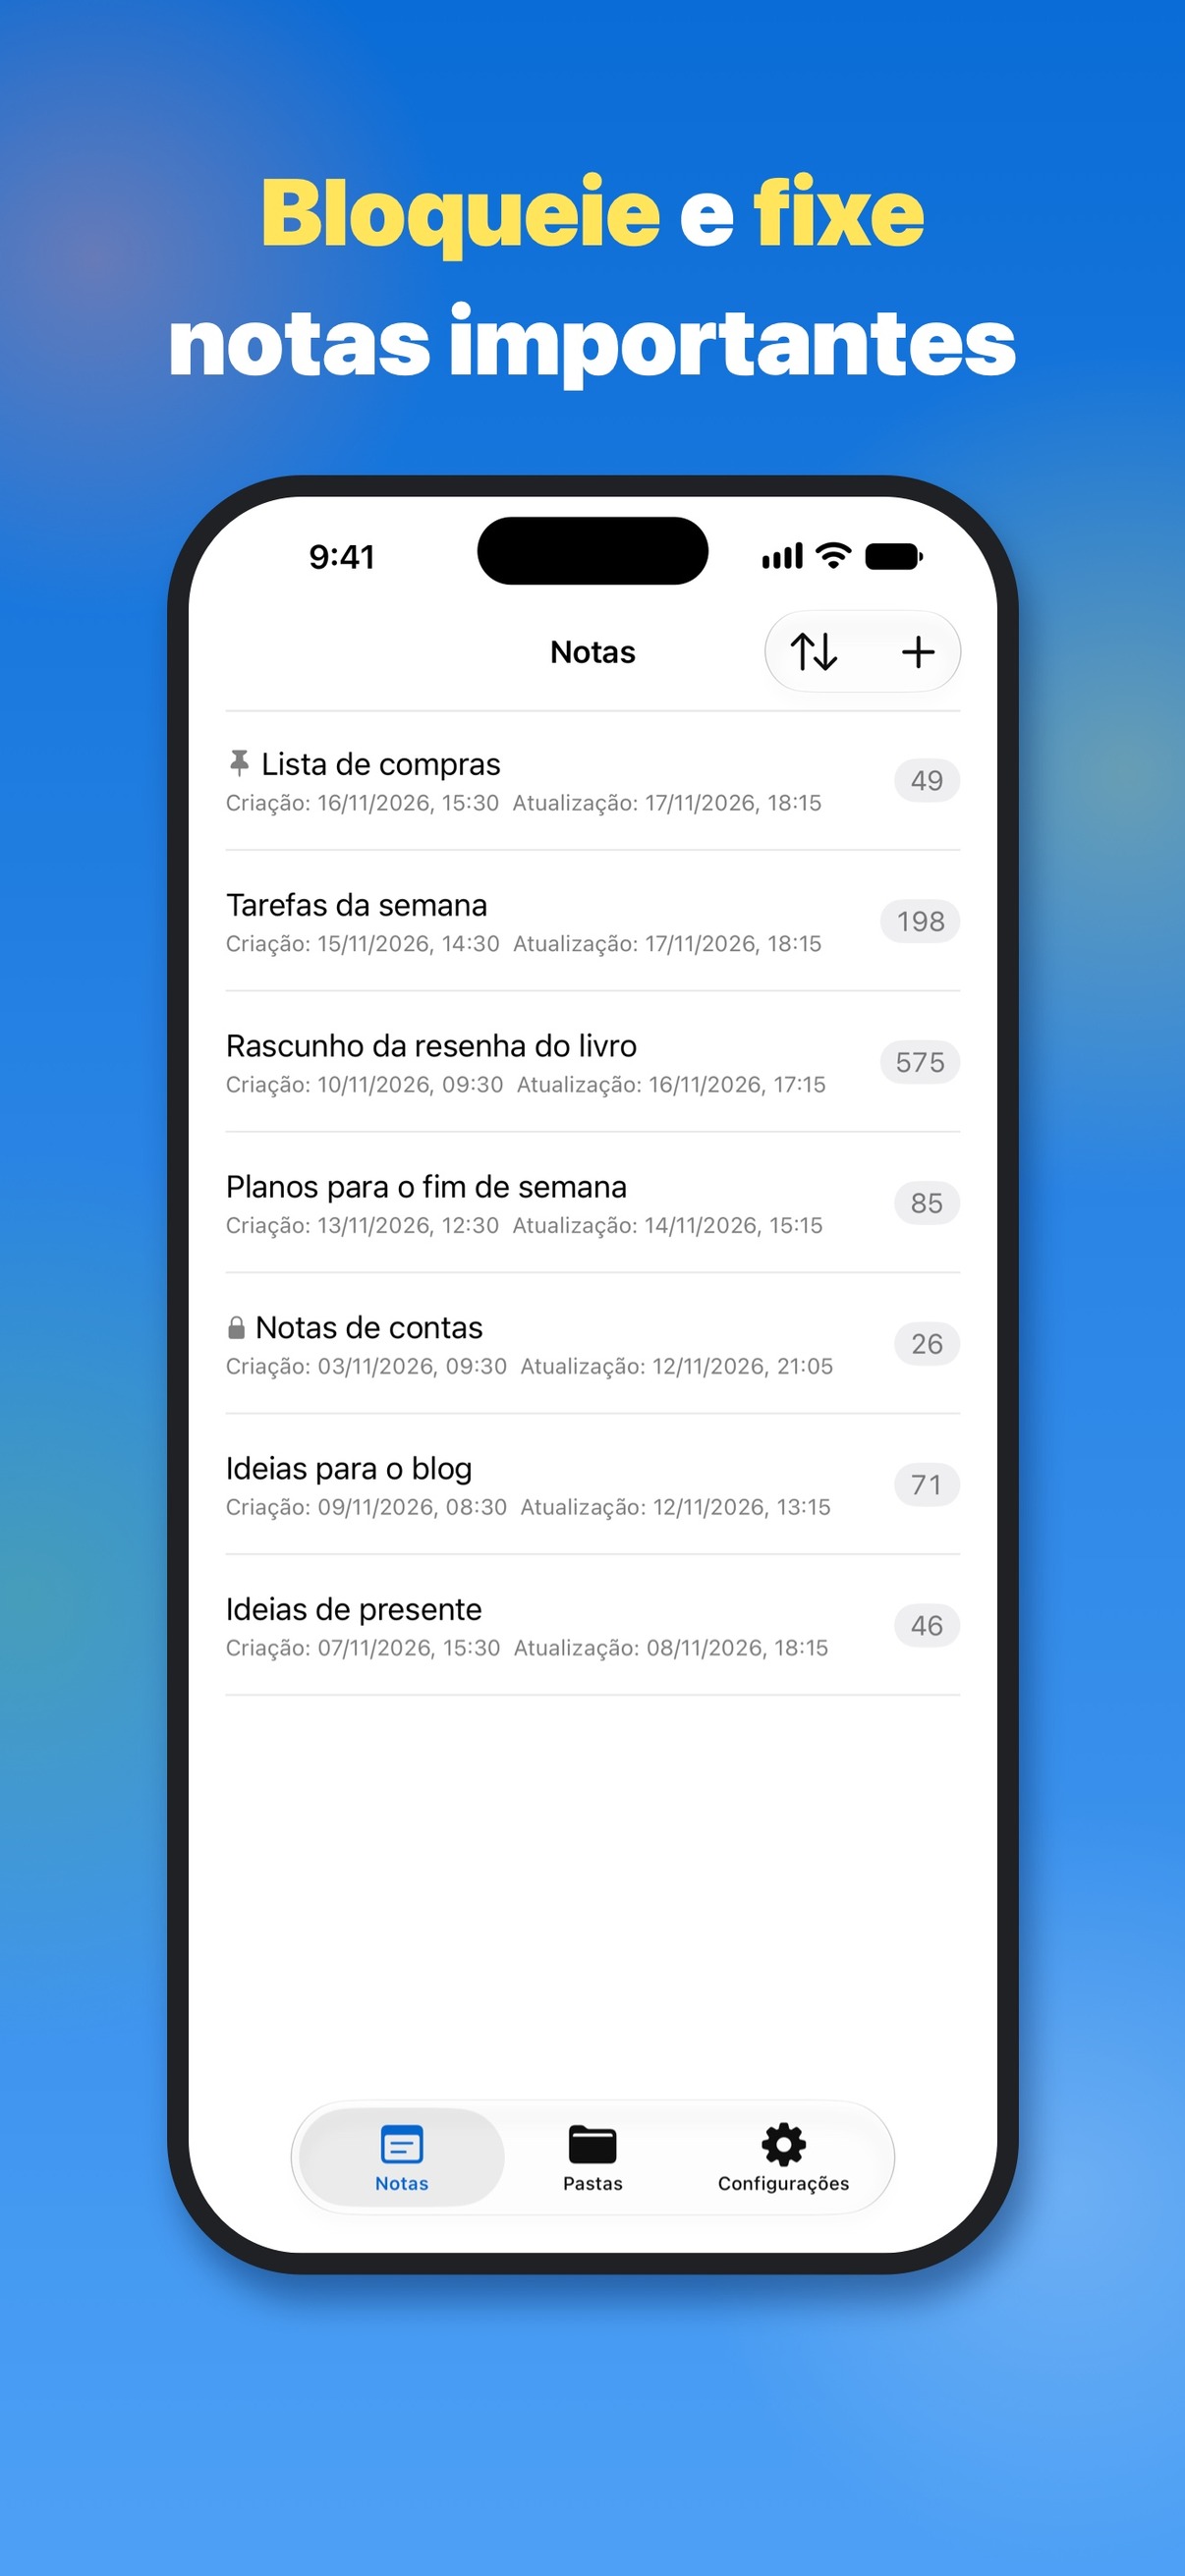 Bloqueie e fixe
notas importantes
9:41
Notas
Lista de compras
49
Criação: 16/11/2026, 15:30 Atualização: 17/11/2026, 18:15
Tarefas da semana
198
Criação: 15/11/2026, 14:30 Atualização: 17/11/2026, 18:15
Rascunho da resenha do livro
575
Criação: 10/11/2026, 09:30 Atualização: 16/11/2026, 17:15
Planos para o fim de semana
85
Criação: 13/11/2026, 12:30 Atualização: 14/11/2026, 15:15
Notas de contas
26
Criação: 03/11/2026, 09:30 Atualização: 12/11/2026, 21:05
Ideias para o blog
71
Criação: 09/11/2026, 08:30 Atualização: 12/11/2026, 13:15
Ideias de presente
46
Criação: 07/11/2026, 15:30 Atualização: 08/11/2026, 18:15
Notas
Pastas
Configurações